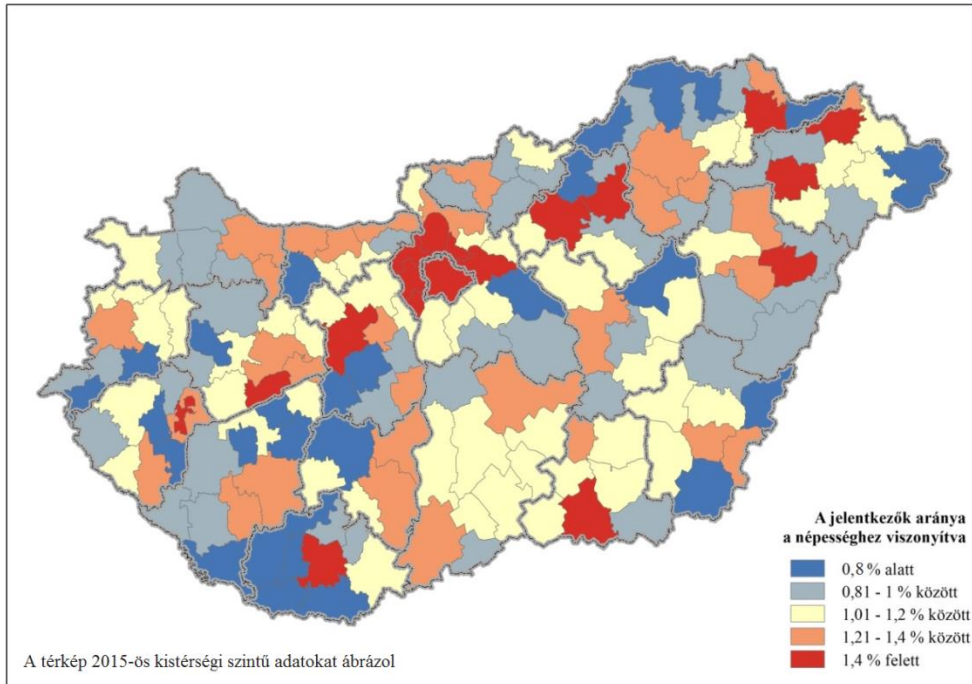 A jelentkezők aránya
a népességhez viszonyítva
0,8 % alatt
0,81 - 1 % között
1,01 - 1,2 % között
1,21 - 1,4 % között
1,4 % felett
A térkép 2015-ös kistérségi szintű adatokat ábrázol